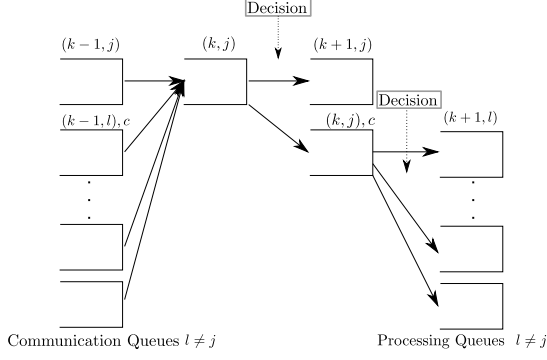 Decision
(k − 1, j)
(k, j)
(k + 1, j)
Decision
(k − 1, l), c
(k, j), c
(k + 1, l)
Communication Queues l ≠ j
Processing Queues l ≠ j